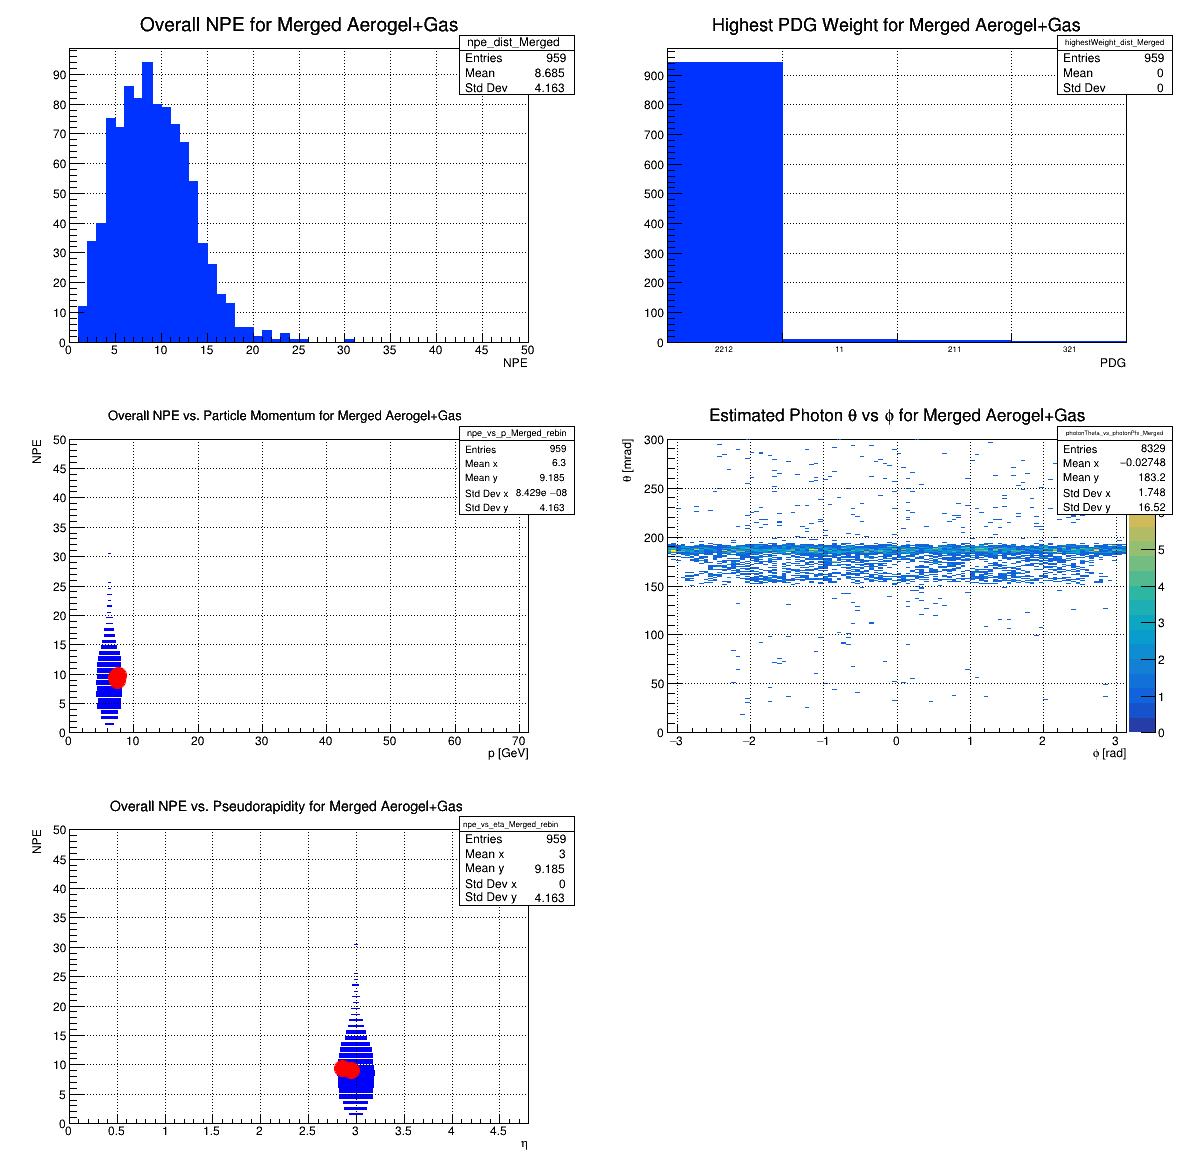 Overall NPE for Merged Aerogel+Gas
npe_dist_Merged
Entries 959
Mean 8.685
Std Dev 4.163
90
80
70
60
50
40
30
20
10
0
0 5 10 15 20 25 30 35 40 45 50
NPE
Highest PDG Weight for Merged Aerogel+Gas
highestWeight_dist_Merged
Entries 959
Mean 0
Std Dev 0
900
800
700
600
500
400
300
200
100
0
2212 11 211 321
PDG
Overall NPE vs. Particle Momentum for Merged Aerogel+Gas
npe_vs_p_Merged_rebin
Entries 959
Mean x 6.3
Mean y 9.185
Std Dev x 8.429e −08
Std Dev y 4.163
NPE
50
45
40
35
30
25
20
15
10
5
0
0 10 20 30 40 50 60 70
p [GeV]
Estimated Photon θ vs ϕ for Merged Aerogel+Gas
photonTheta_vs_photonPhi_Merged
Entries 8329
Mean x −0.02748
Mean y 183.2
Std Dev x 1.748
Std Dev y 16.52
θ [mrad]
300
250
200
150
100
50
0
−3 −2 −1 0 1 2 3
ϕ [rad]
5
4
3
2
1
0
Overall NPE vs. Pseudorapidity for Merged Aerogel+Gas
npe_vs_eta_Merged_rebin
Entries 959
Mean x 3
Mean y 9.185
Std Dev x 0
Std Dev y 4.163
NPE
50
45
40
35
30
25
20
15
10
5
0
0 0.5 1 1.5 2 2.5 3 3.5 4 4.5
η